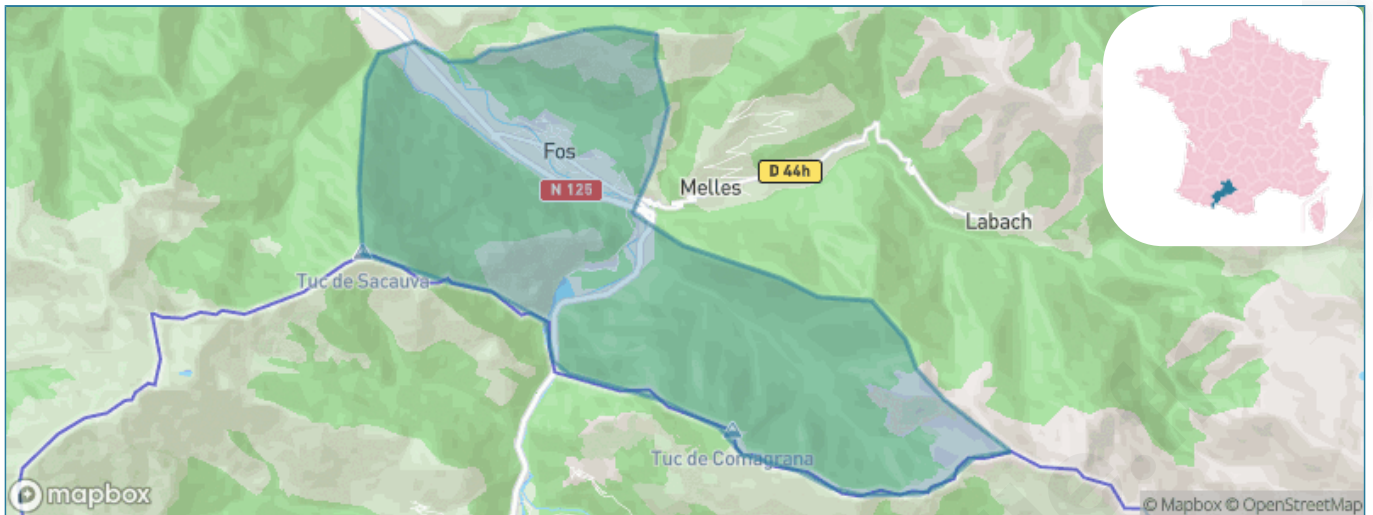 Fos
N 125
Melles
D 44h
Labach
Tuc de Sacauva
Tuc de Comagrana
mapbox
© Mapbox © OpenStreetMap